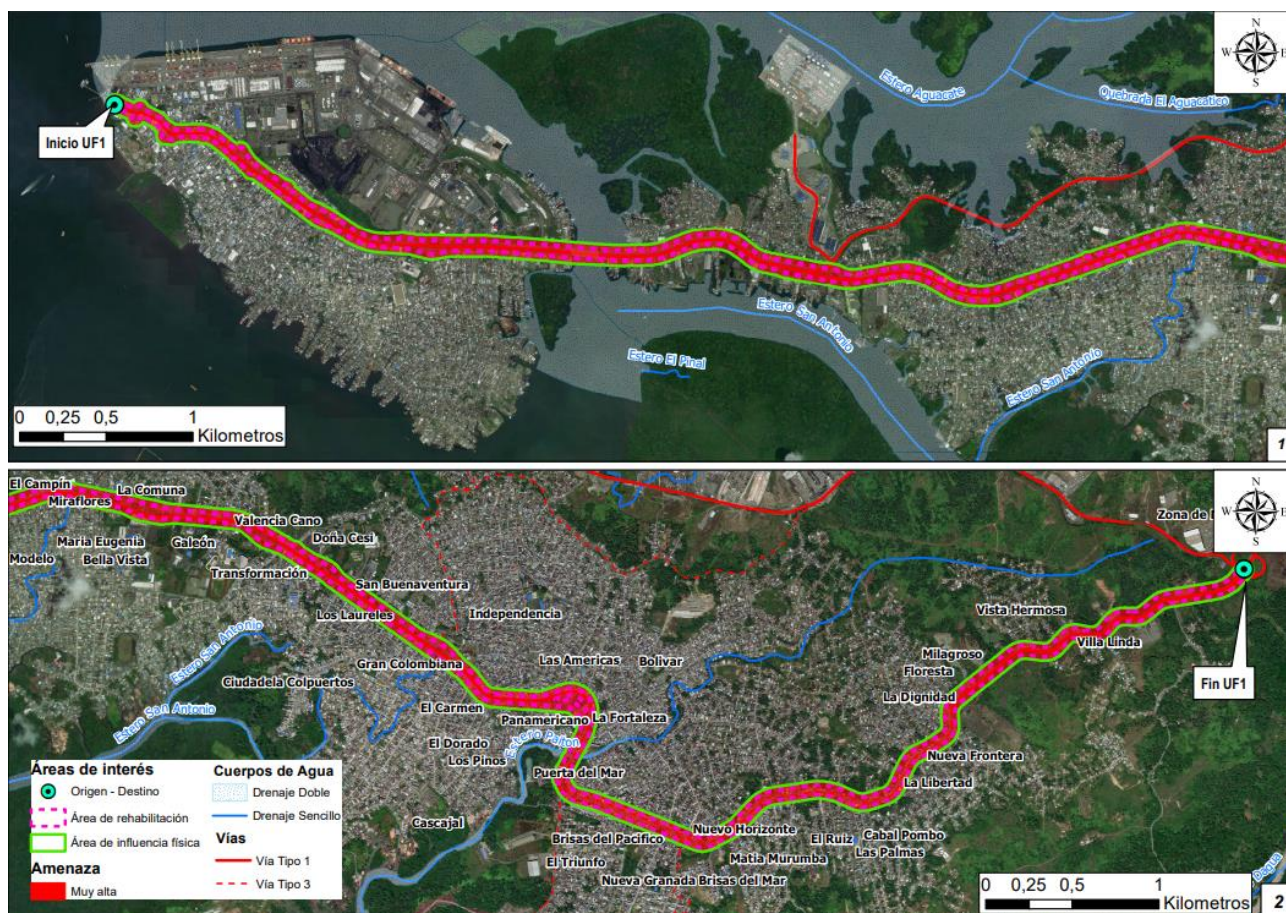 1
N
W E
S
Estero Aguacate
Quebrada El Aguacatico
Inicio UF1
Estero San Antonio
Estero El Pinal
Estero San Antonio
0 0,25 0,5 1
Kilometros
1
N
W E
S
El Campín
La Comuna
Miraflores
Zona de
Valencia Cano
Maria Eugenia
Galeón
Doña Cesi
Modelo
Bella Vista
Transformación
San Buenaventura
Los Laureles
Independencia
Vista Hermosa
Estero San Antonio
Villa Linda
Fin UF1
Milagroso
Gran Colombiana
Las Americas
Bolivar
Floresta
Ciudadela Colpuertos
La Dignidad
El Carmen
Panamericano
La Fortaleza
Estero San Antonio
Estero Pailon
El Dorado
Los Pinos
Nueva Frontera
Puerta del Mar
La Libertad
Cascajal
Nuevo Horizonte
Brisas del Pacifico
El Ruiz
Cabal Pombo
El Triunfo
Matia Murumba
Las Palmas
Nueva Granada
Brisas del Mar
Dagua
Áreas de interés
Origen - Destino
Área de rehabilitación
Área de influencia física
Amenaza
Muy alta
Cuerpos de Agua
Drenaje Doble
Drenaje Sencillo
Vías
Vía Tipo 1
Vía Tipo 3
0 0,25 0,5 1
Kilometros
2